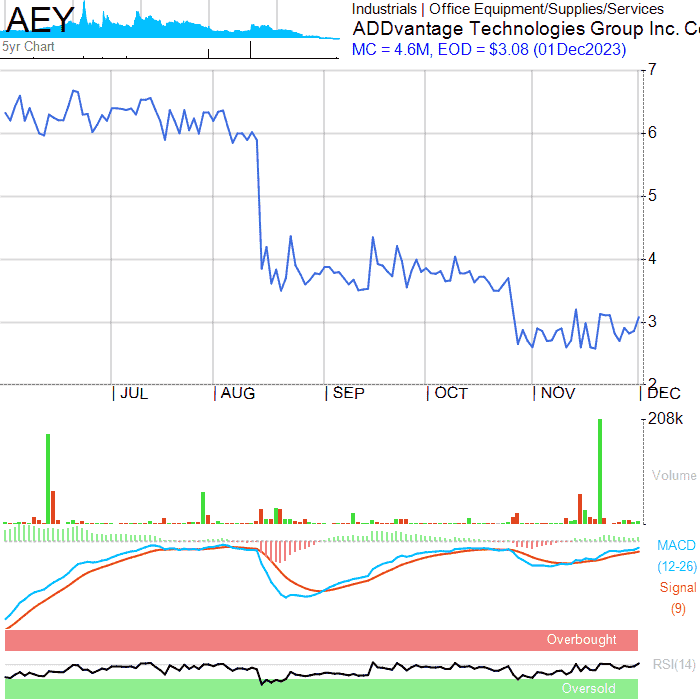 AEY
5yr Chart
Industrials | Office Equipment/Supplies/Services
ADDvantage Technologies Group Inc. Co
MC = 4.6M, EOD = $3.08 (01Dec2023)
7
6
5
4
3
2
JUL AUG SEP OCT NOV DEC
208k
Volume
MACD
(12-26)
Signal
(9)
Overbought
RSI(14)
Oversold